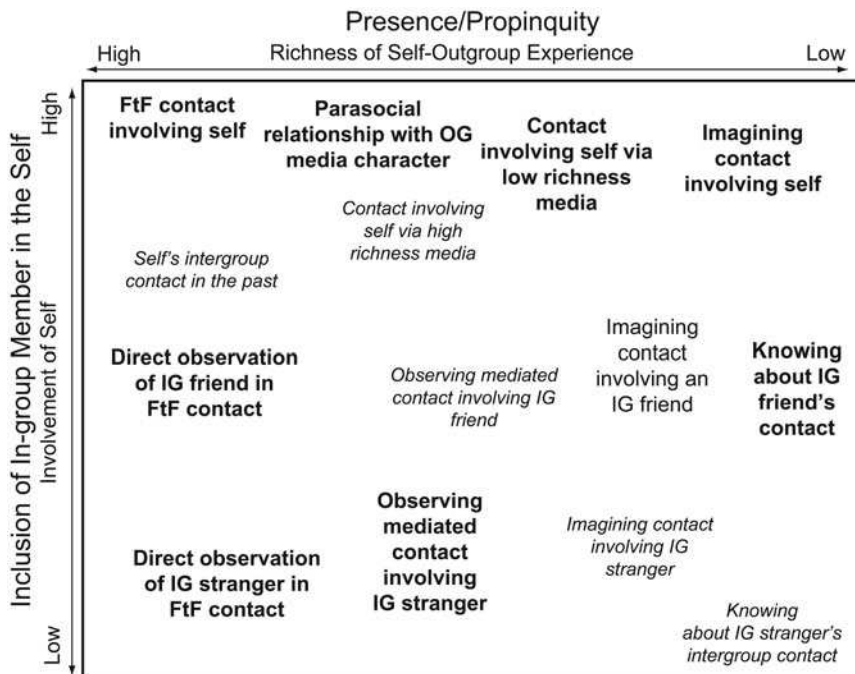 Presence/Propinquity
Richness of Self-Outgroup Experience
High
Low
Inclusion of In-group Member in the Self
Involvement of Self
High
Low
FtF contact
involving self
Parasocial
relationship with OG
media character
Contact
involving self via
low richness
media
Imagining
contact
involving self
Contact involving
self via high
richness media
Self's intergroup
contact in the past
Direct observation
of IG friend in
FtF contact
Observing mediated
contact involving IG
friend
Imagining
contact
involving an
IG friend
Knowing
about IG
friend's
contact
Direct observation
of IG stranger in
FtF contact
Observing
mediated
contact
involving
IG stranger
Imagining contact
involving IG
stranger
Knowing
about IG stranger's
intergroup contact